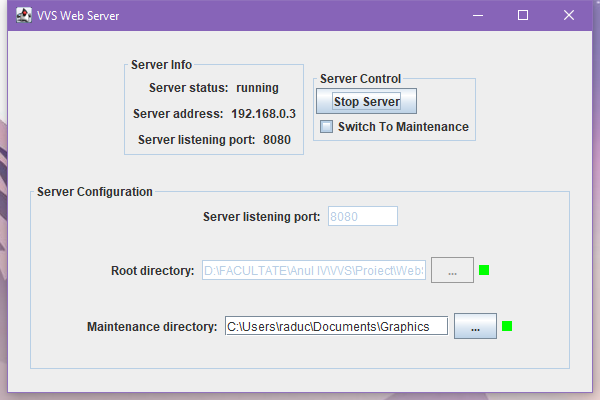 VVS Web Server
Server Info
Server status: running
Server address: 192.168.0.3
Server listening port: 8080
Server Control
Stop Server
Switch To Maintenance
Server Configuration
Server listening port: 8080
Root directory: D:\FACULTATE\Anul IV\VVS\Proiect\WebS ...
Maintenance directory: C:\Users\raduc\Documents\Graphics ...